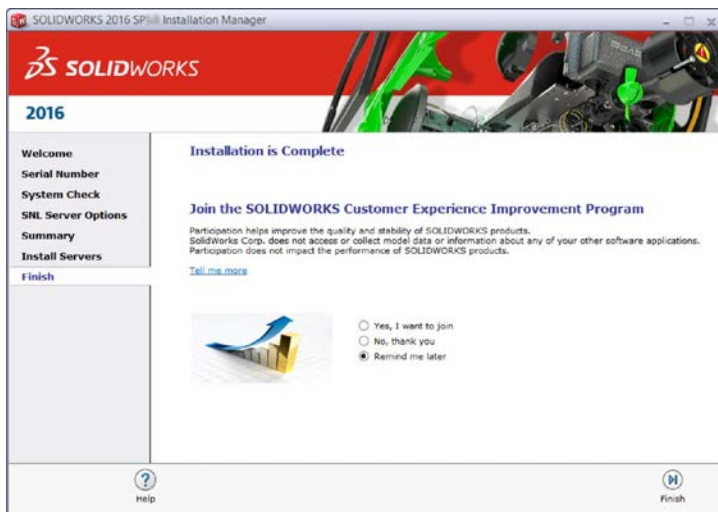 SOLIDWORKS 2016 SP Installation Manager
SOLIDWORKS
2016
Welcome
Serial Number
System Check
SNL Server Options
Summary
Install Servers
Finish
Installation is Complete
Join the SOLIDWORKS Customer Experience Improvement Program
Participation helps improve the quality and stability of SOLIDWORKS products.
SolidWorks Corp. does not access or collect model data or information about any of your other software applications.
Participation does not impact the performance of SOLIDWORKS products.
Tell me more
Yes, I want to join
No, thank you
Remind me later
Help
Finish